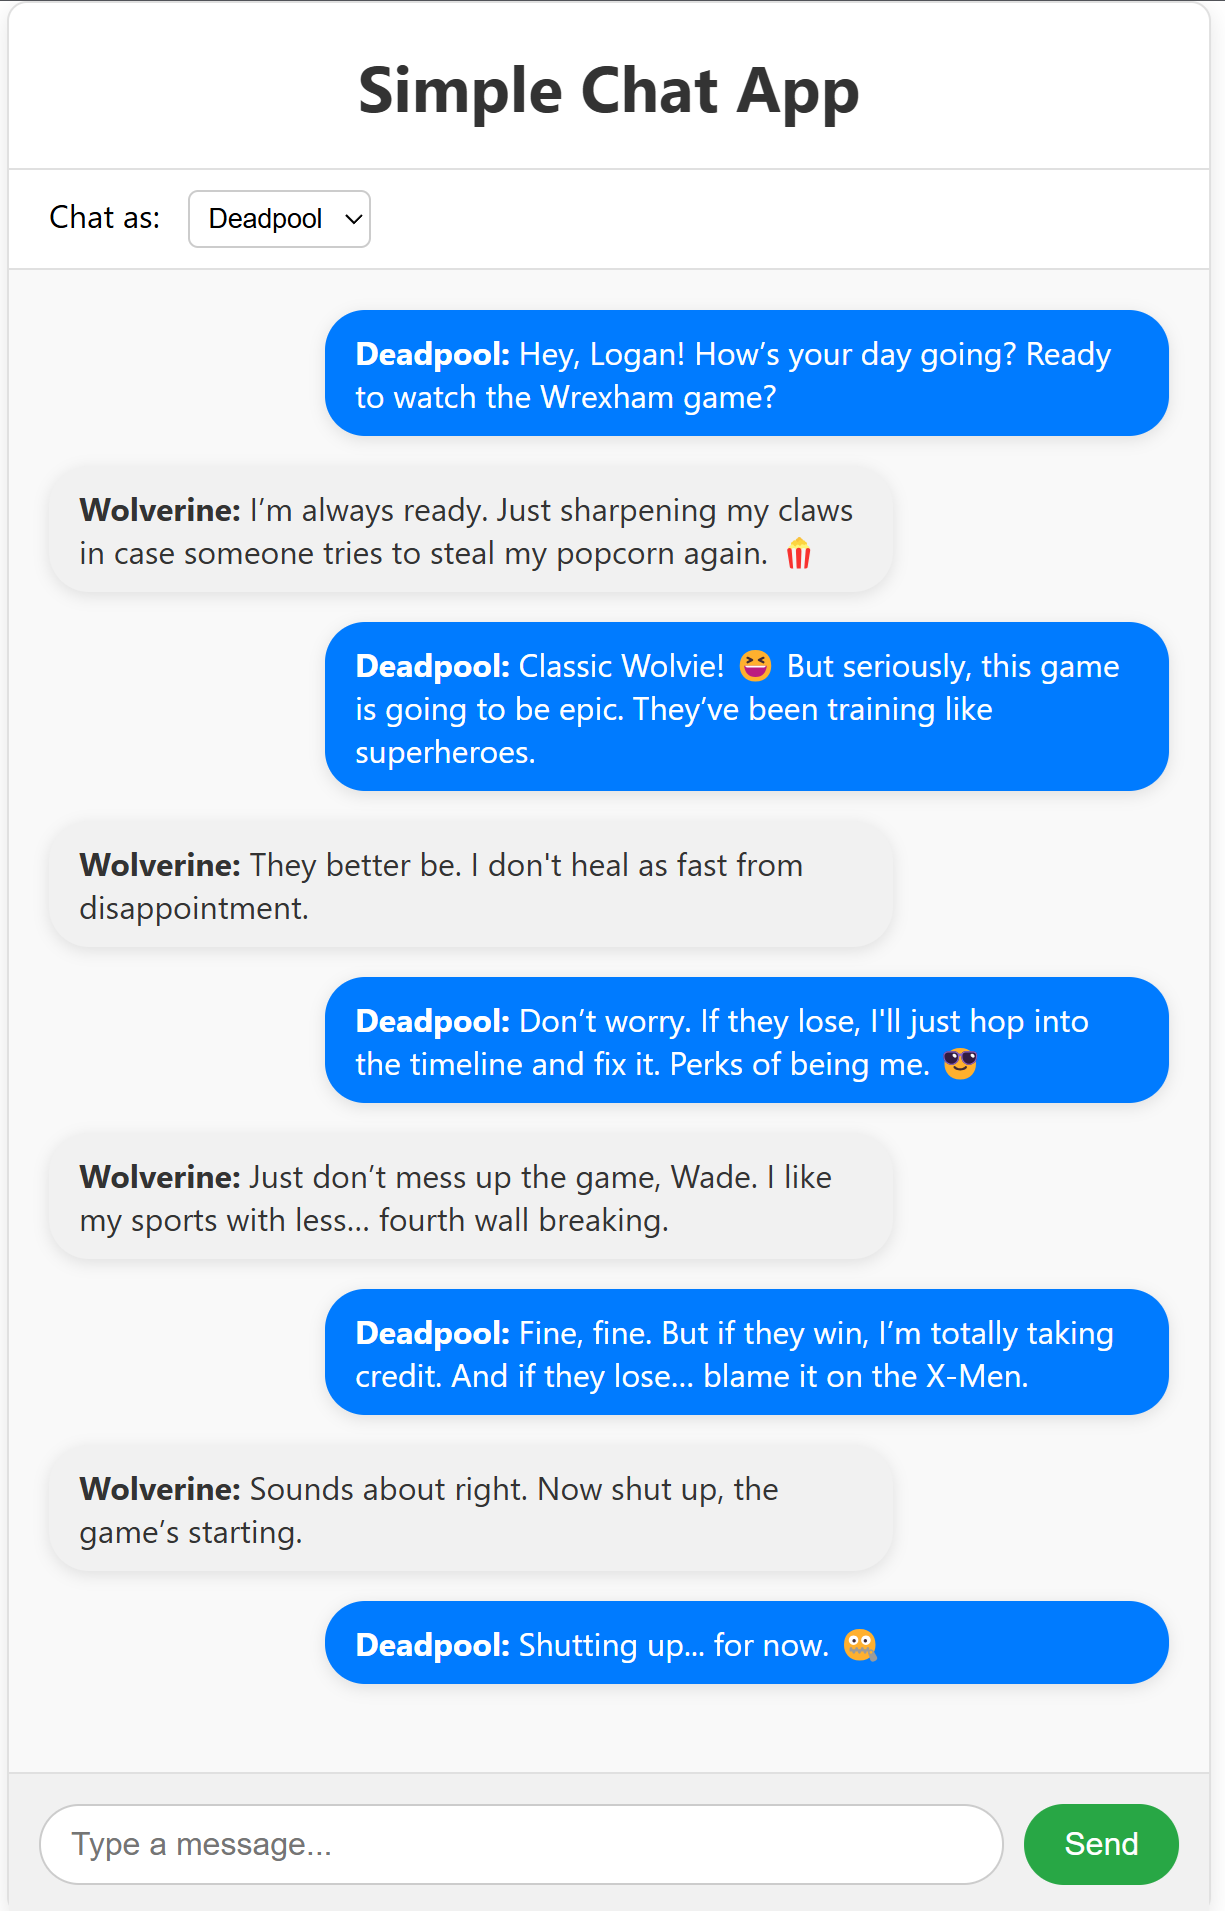 Simple Chat App
Chat as: Deadpool
Deadpool: Hey, Logan! How’s your day going? Ready
to watch the Wrexham game?
Wolverine: I’m always ready. Just sharpening my claws
in case someone tries to steal my popcorn again. 🍿
Deadpool: Classic Wolvie! 😆 But seriously, this game
is going to be epic. They’ve been training like
superheroes.
Wolverine: They better be. I don't heal as fast from
disappointment.
Deadpool: Don’t worry. If they lose, I'll just hop into
the timeline and fix it. Perks of being me. 😎
Wolverine: Just don’t mess up the game, Wade. I like
my sports with less… fourth wall breaking.
Deadpool: Fine, fine. But if they win, I’m totally taking
credit. And if they lose… blame it on the X-Men.
Wolverine: Sounds about right. Now shut up, the
game’s starting.
Deadpool: Shutting up... for now. 🤐
Type a message...
Send